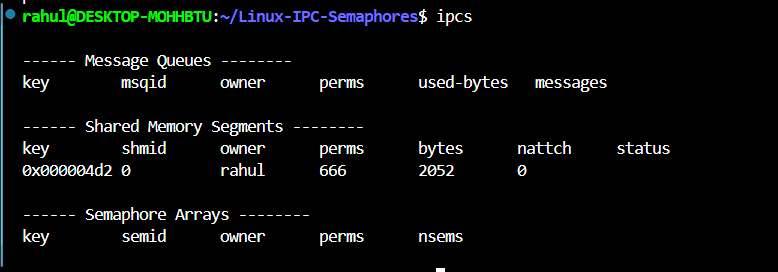 rahul@DESKTOP-MOHHBTU:~/Linux-IPC-Semaphores$ ipcs
------ Message Queues --------
key        msqid      owner      perms      used-bytes   messages
------ Shared Memory Segments --------
key        shmid      owner      perms      bytes      nattch     status
0x000004d2 0          rahul      666        2052       0
------ Semaphore Arrays --------
key        semid      owner      perms      nsems